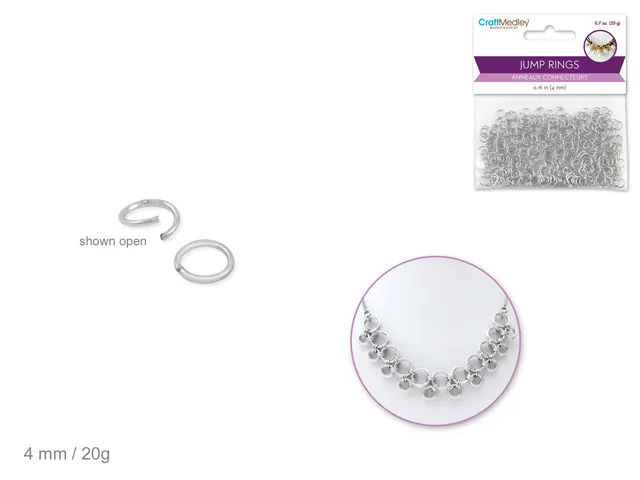 CraftMedley
0.7 oz (20 g)
JUMP RINGS
ANNEAUX CONNECTEURS
0.16 in (4 mm)
shown open
4 mm / 20g